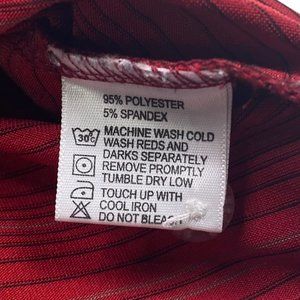 95% POLYESTER
5% SPANDEX
30c MACHINE WASH COLD
WASH REDS AND
DARKS SEPARATELY
REMOVE PROMPTLY
TUMBLE DRY LOW
TOUCH UP WITH
COOL IRON
DO NOT BLEACH